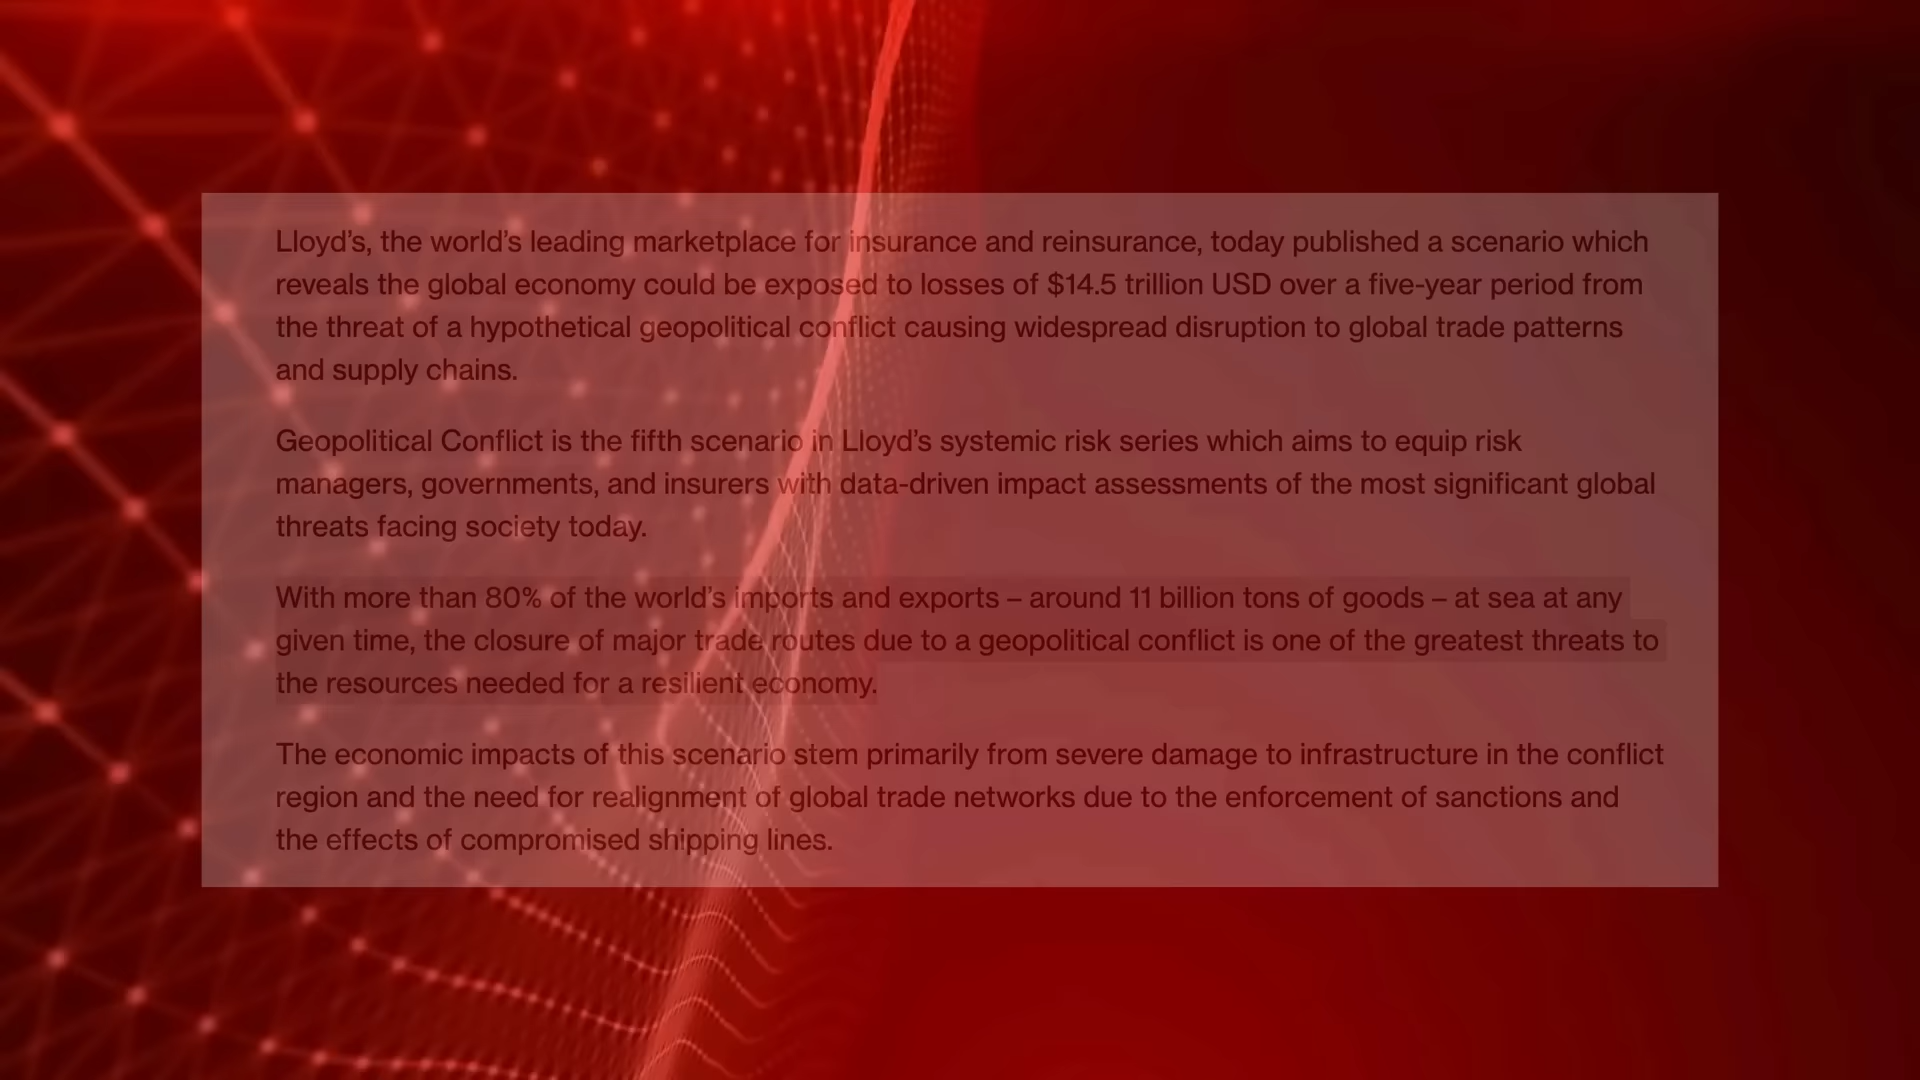 Lloyd’s, the world’s leading marketplace for insurance and reinsurance, today published a scenario which
reveals the global economy could be exposed to losses of $14.5 trillion USD over a five-year period from
the threat of a hypothetical geopolitical conflict causing widespread disruption to global trade patterns
and supply chains.
Geopolitical Conflict is the fifth scenario in Lloyd’s systemic risk series which aims to equip risk
managers, governments, and insurers with data-driven impact assessments of the most significant global
threats facing society today.
With more than 80% of the world’s imports and exports – around 11 billion tons of goods – at sea at any
given time, the closure of major trade routes due to a geopolitical conflict is one of the greatest threats to
the resources needed for a resilient economy.
The economic impacts of this scenario stem primarily from severe damage to infrastructure in the conflict
region and the need for realignment of global trade networks due to the enforcement of sanctions and
the effects of compromised shipping lines.